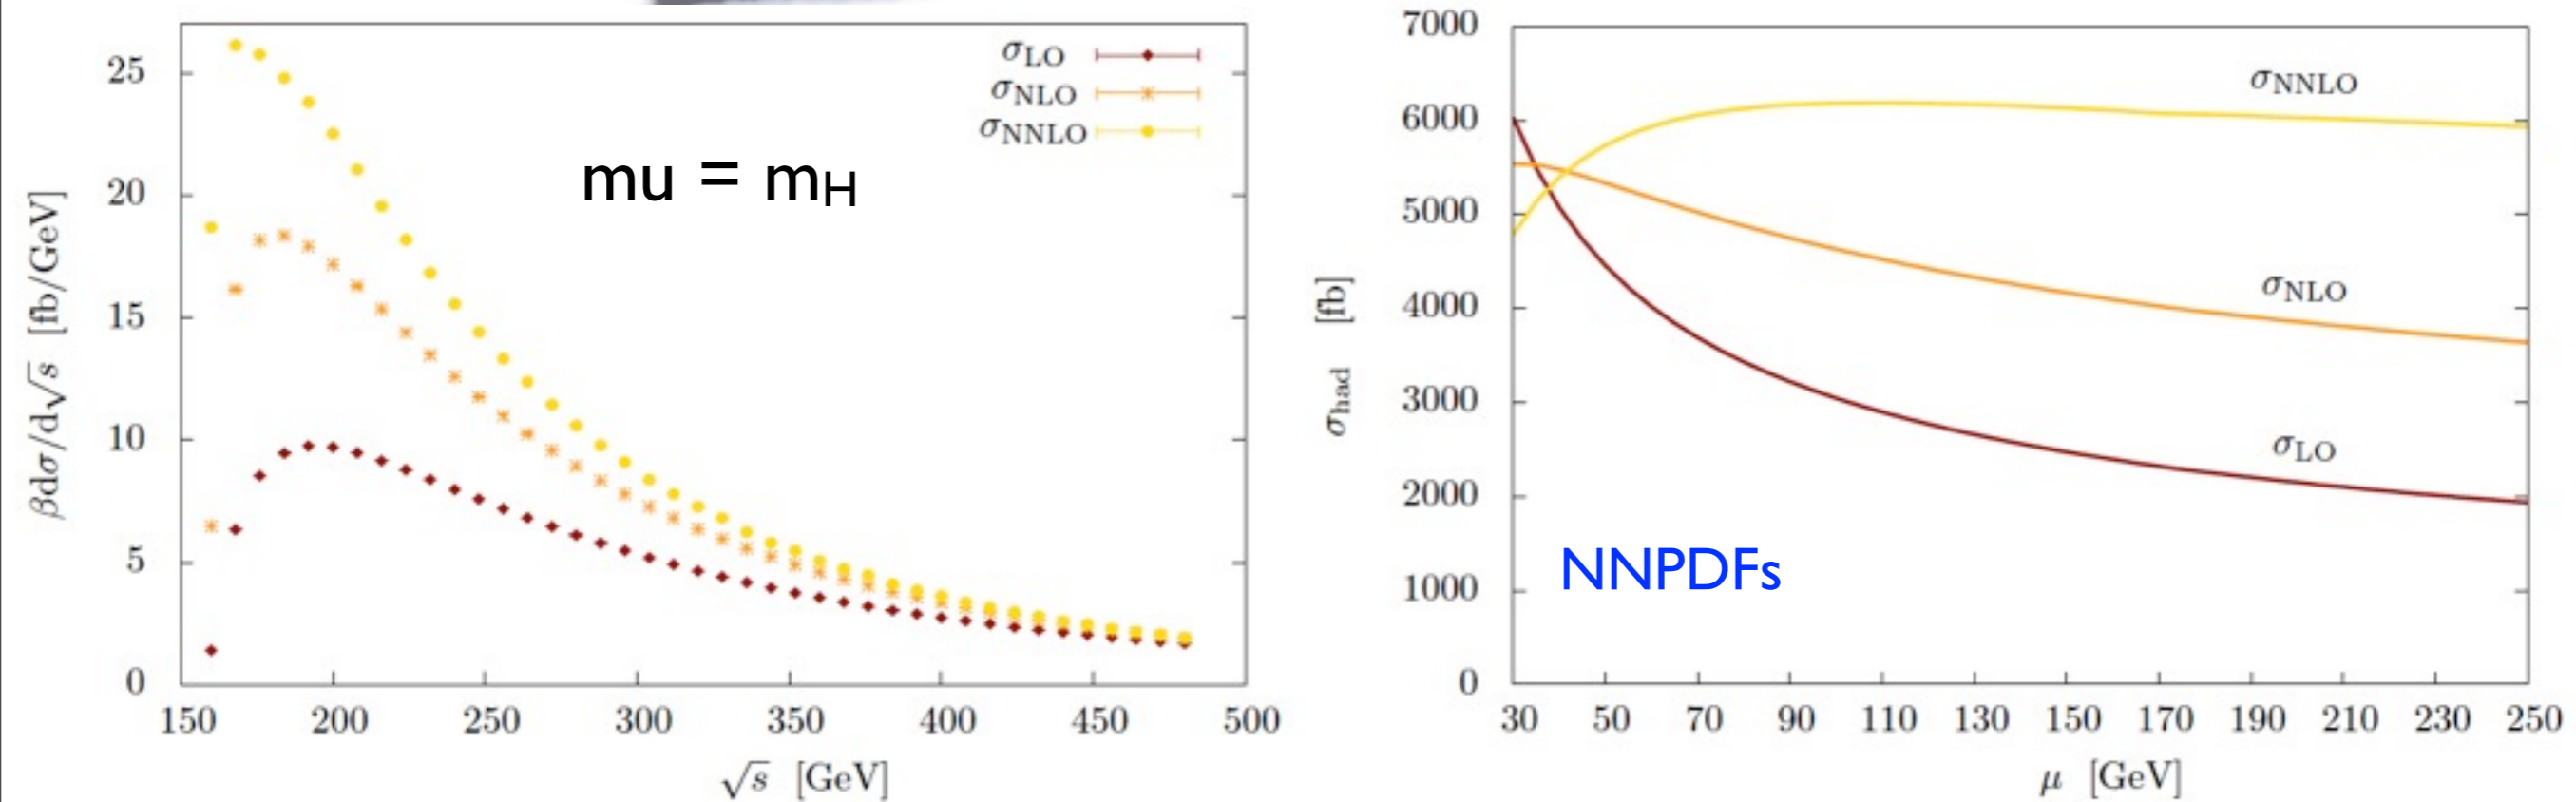 25
20
15
10
5
0
βdσ/d√s [fb/GeV]
σLO
σNLO
σNNLO
mu = mH
150 200 250 300 350 400 450 500
√s [GeV]
7000
6000
5000
4000
3000
2000
1000
0
σhad [fb]
σNNLO
σNLO
σLO
NNPDFs
30 50 70 90 110 130 150 170 190 210 230 250
μ [GeV]